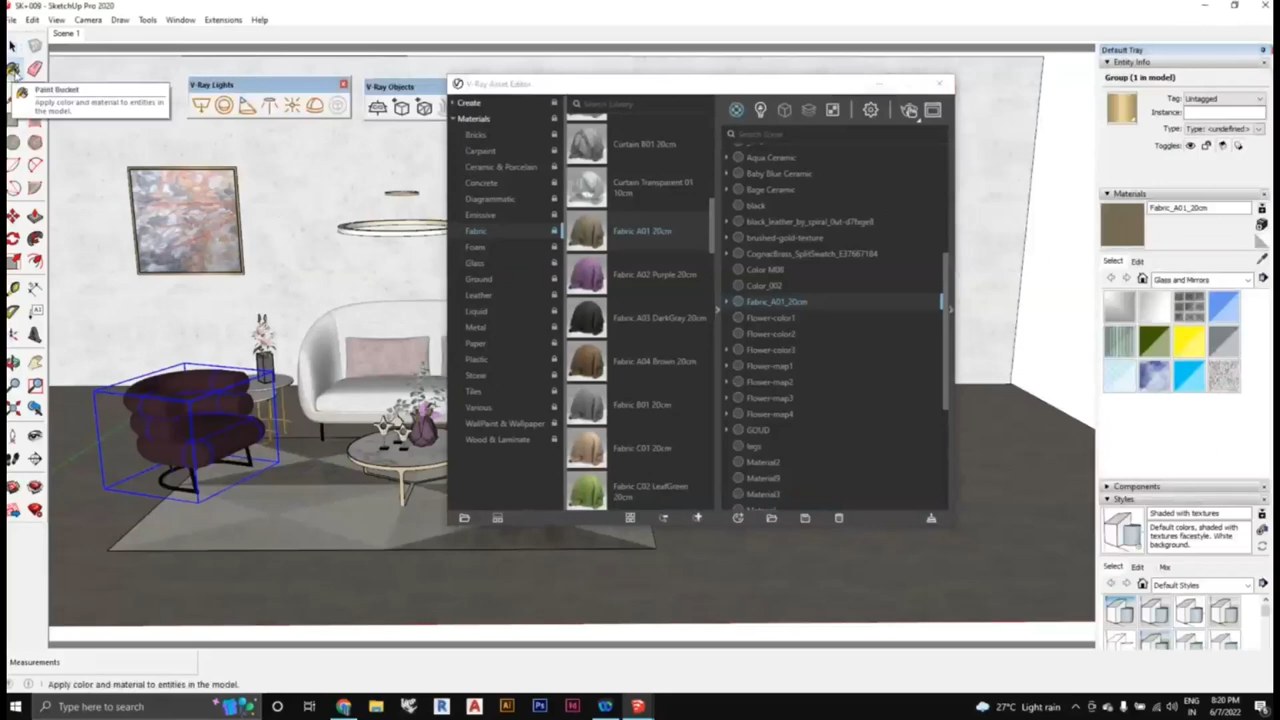 SK+009 - SketchUp Pro 2020
File Edit View Camera Draw Tools Window Extensions Help
Scene 1
Paint Bucket
Apply color and material to entities in
the model.
V-Ray Lights
V-Ray Objects
V-Ray Asset Editor
Create
Materials
Bricks
Carpaint
Ceramic & Porcelain
Concrete
Diagrammatic
Emissive
Fabric
Foam
Glass
Ground
Leather
Liquid
Metal
Paper
Plastic
Stone
Tiles
Various
WallPaint & Wallpaper
Wood & Laminate
Search Library
Curtain B01 20cm
Curtain Transparent 01
10cm
Fabric A01 20cm
Fabric A02 Purple 20cm
Fabric A03 DarkGray 20cm
Fabric A04 Brown 20cm
Fabric B01 20cm
Fabric C01 20cm
Fabric C02 LeafGreen
20cm
Search Scene
Aqua Ceramic
Baby Blue Ceramic
Bage Ceramic
black
brushed-gold-texture
CognacBrass_SplitSwatch_E37667184
Color M08
Color_002
Fabric_A01_20cm
Flower-color1
Flower-color2
Flower-color3
Flower-map1
Flower-map2
Flower-map3
Flower-map4
GOUD
legs
Material2
Material9
Material3
Default Tray
Entity Info
Group (1 in model)
Tag: Untagged
Instance:
Type: Type: <undefined>
Toggles:
Materials
Fabric_A01_20cm
Select Edit
Glass and Mirrors
Components
Styles
Shaded with textures
Default colors, shaded with
textures facestyle. White
background.
Select Edit Mix
Default Styles
Measurements
Apply color and material to entities in the model.
Type here to search
27°C Light rain
ENG
IN
8:20 PM
6/7/2022